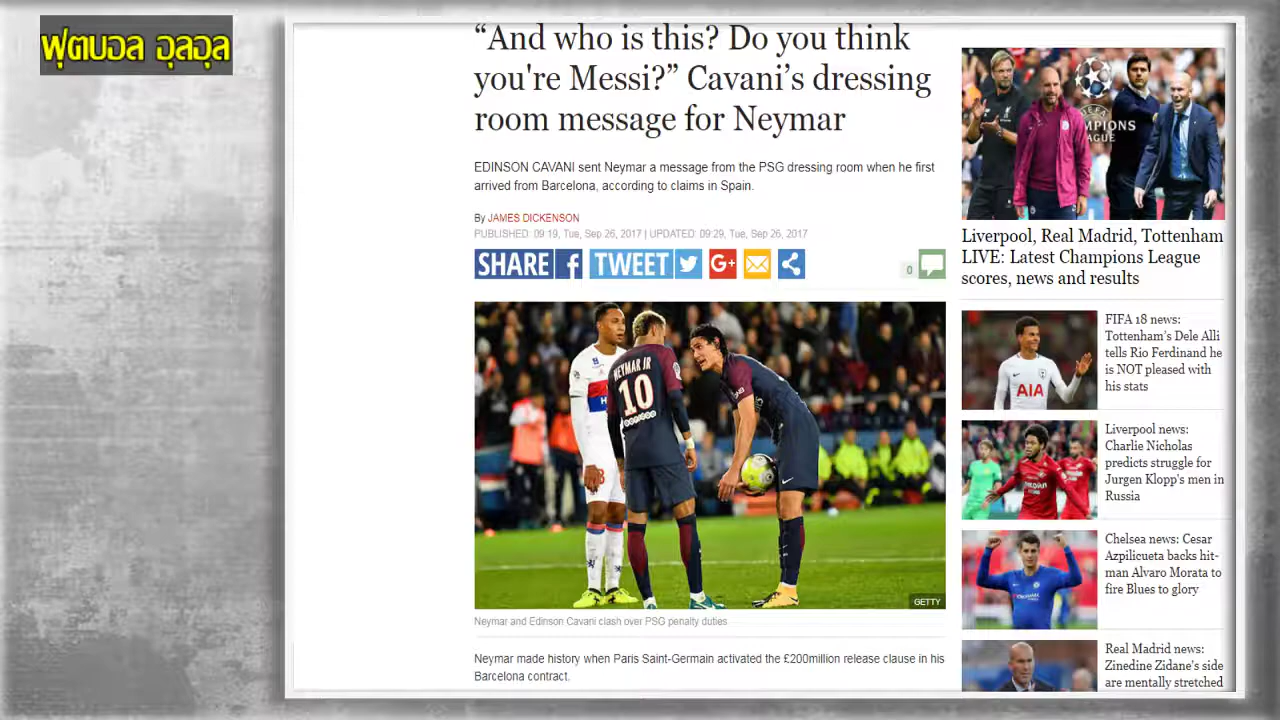 ฟุตบอล อุลอุล
“And who is this? Do you think
you're Messi?” Cavani’s dressing
room message for Neymar
EDINSON CAVANI sent Neymar a message from the PSG dressing room when he first
arrived from Barcelona, according to claims in Spain.
By JAMES DICKENSON
PUBLISHED: 09:19, Tue, Sep 26, 2017 | UPDATED: 09:29, Tue, Sep 26, 2017
SHARE f TWEET G+ 0
NEYMAR JR
10
GETTY
Neymar and Edinson Cavani clash over PSG penalty duties
Neymar made history when Paris Saint-Germain activated the £200million release clause in his
Barcelona contract.
UEFA
CHAMPIONS
LEAGUE
Liverpool, Real Madrid, Tottenham
LIVE: Latest Champions League
scores, news and results
AIA
FIFA 18 news:
Tottenham's Dele Alli
tells Rio Ferdinand he
is NOT pleased with
his stats
Liverpool news:
Charlie Nicholas
predicts struggle for
Jurgen Klopp's men in
Russia
Chelsea news: Cesar
Azpilicueta backs hit-
man Alvaro Morata to
fire Blues to glory
Real Madrid news:
Zinedine Zidane's side
are mentally stretched